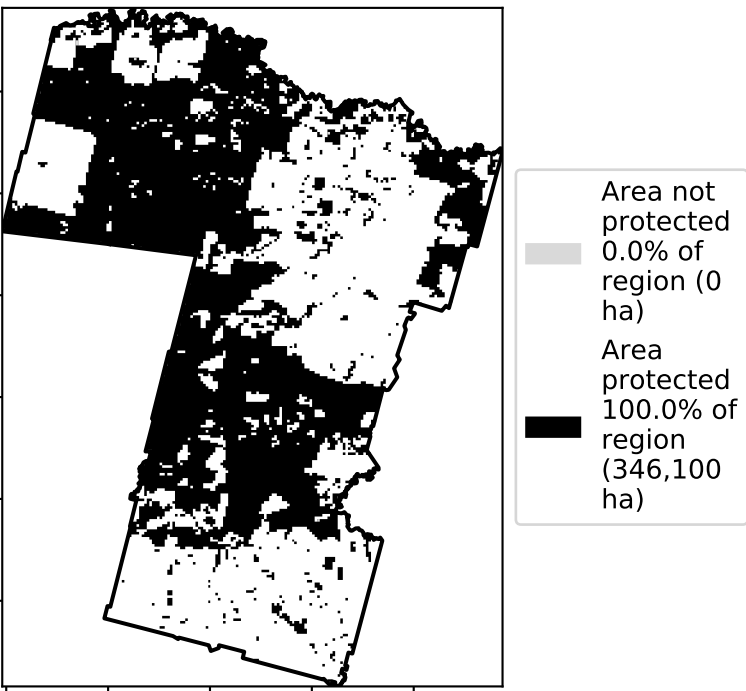 Area not
protected
0.0% of
region (0
ha)
Area
protected
100.0% of
region
(346,100
ha)